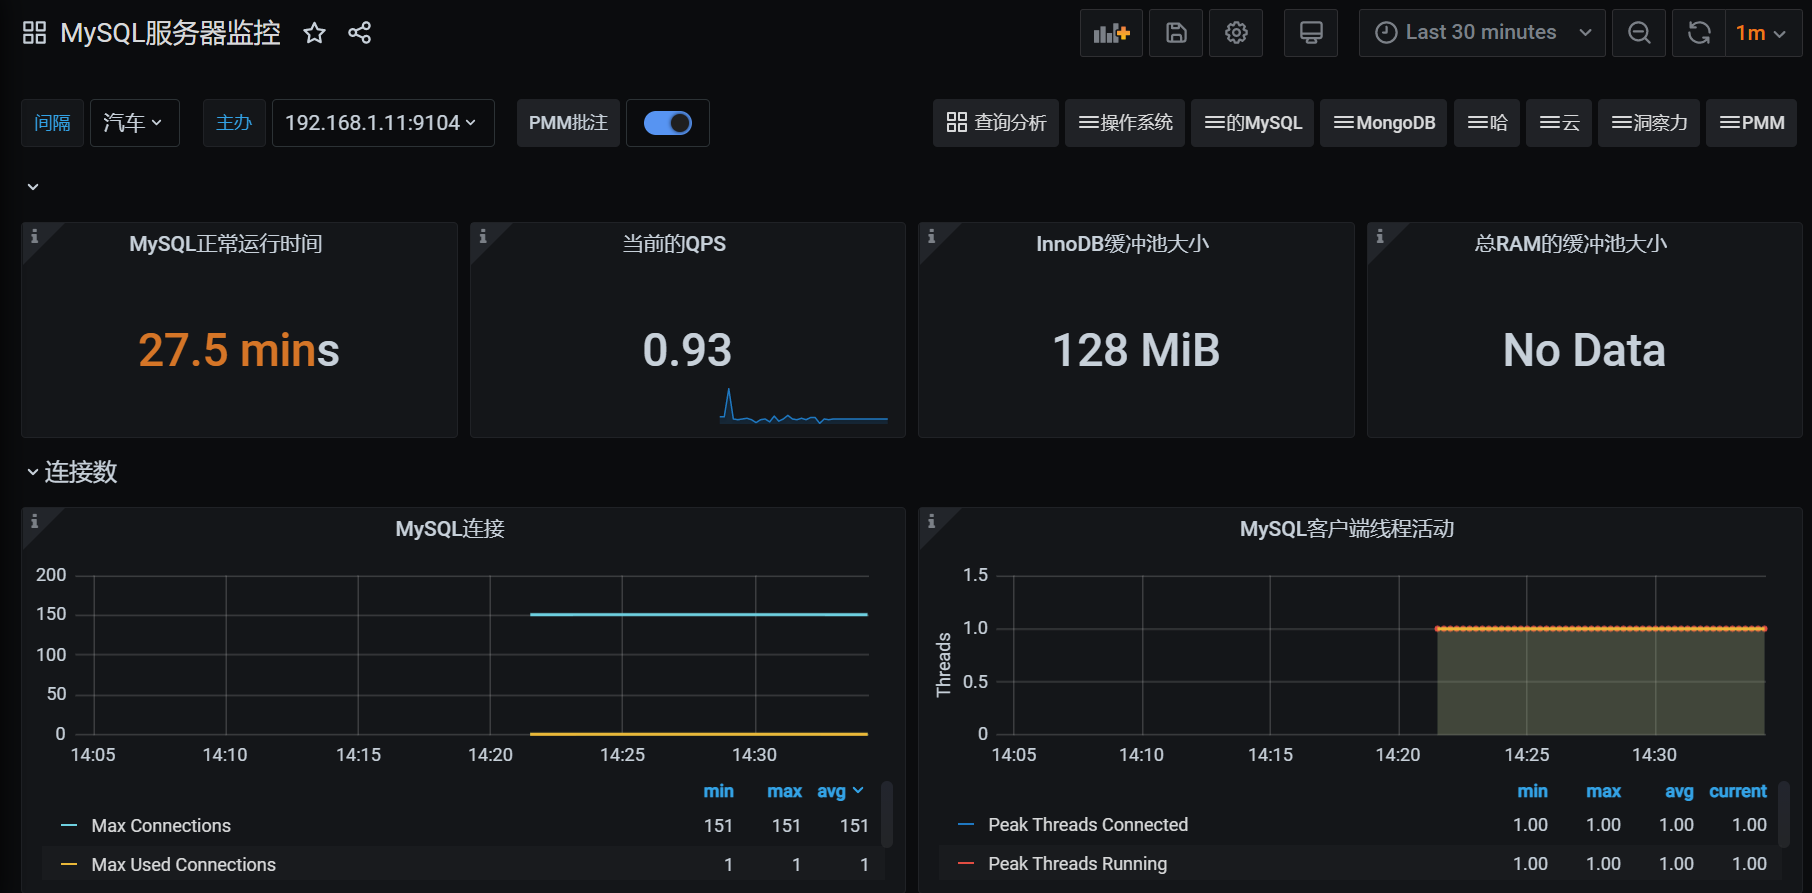 MySQL服务器监控
Last 30 minutes
1m
间隔 汽车 主办 192.168.1.11:9104 PMM批注
查询分析 操作系统 的MySQL MongoDB 哈 云 洞察力 PMM
MySQL正常运行时间
27.5 mins
当前的QPS
0.93
InnoDB缓冲池大小
128 MiB
总RAM的缓冲池大小
No Data
连接数
MySQL连接
200
150
100
50
0
14:05 14:10 14:15 14:20 14:25 14:30
min max avg
Max Connections 151 151 151
Max Used Connections 1 1 1
MySQL客户端线程活动
Threads
1.5
1.0
0.5
0
14:05 14:10 14:15 14:20 14:25 14:30
min max avg current
Peak Threads Connected 1.00 1.00 1.00 1.00
Peak Threads Running 1.00 1.00 1.00 1.00